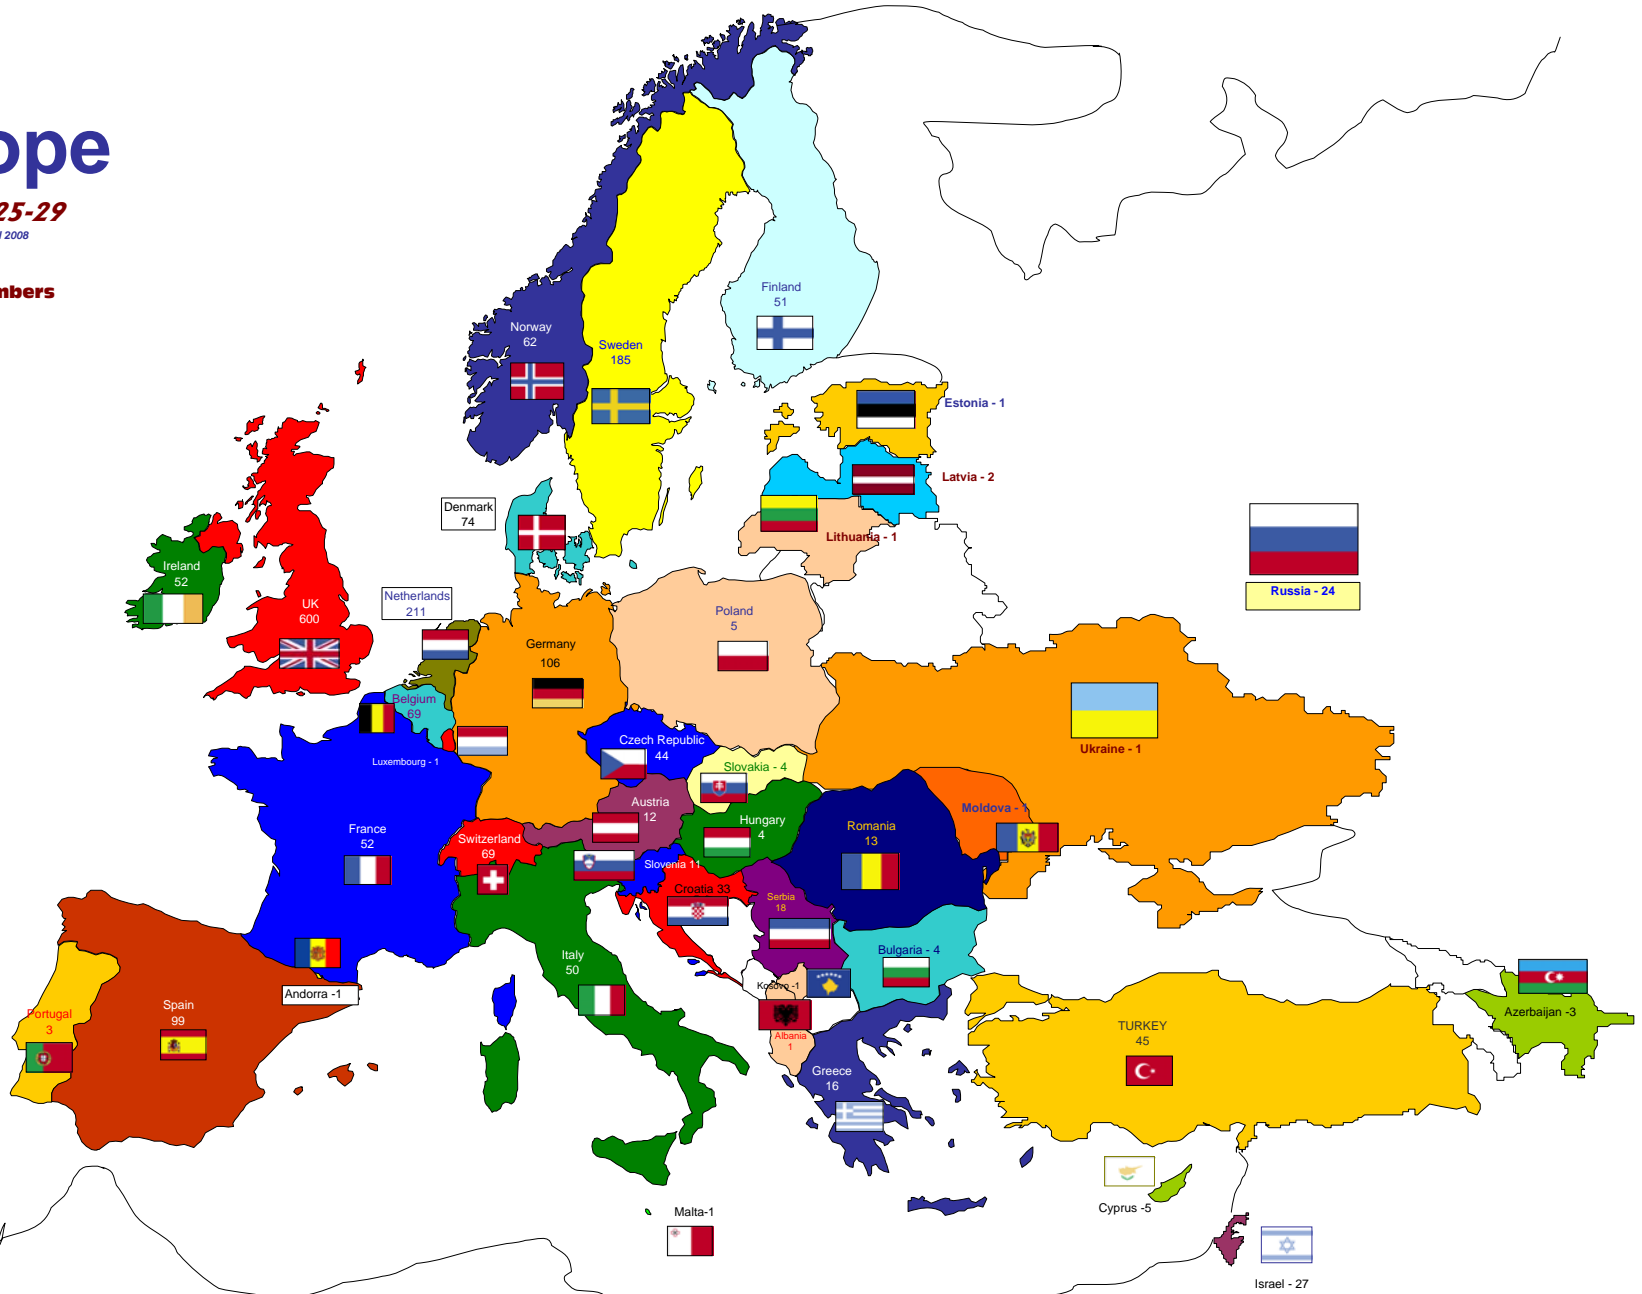 ope
25-29
2008
mbers
Finland
51
Norway
62
Sweden
185
Estonia - 1
Latvia - 2
Denmark
74
Lithuania - 1
Ireland
52
Netherlands
211
UK
600
Poland
5
Russia - 24
Germany
106
Belgium
69
Czech Republic
44
Ukraine - 1
Luxembourg - 1
Slovakia - 4
Austria
12
Moldova - 1
Hungary
4
France
52
Switzerland
69
Romania
13
Slovenia 11
Croatia 33
Serbia
18
Bulgaria - 4
Italy
50
Kosovo -1
Andorra -1
Spain
99
Portugal
3
Azerbaijan -3
TURKEY
45
Albania
1
Greece
16
Cyprus -5
Malta-1
Israel - 27